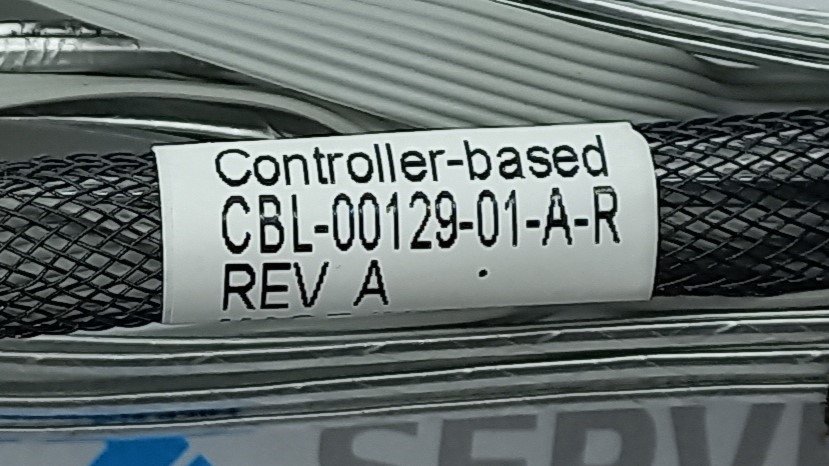 Controller-based
CBL-00129-01-A-R
REV A